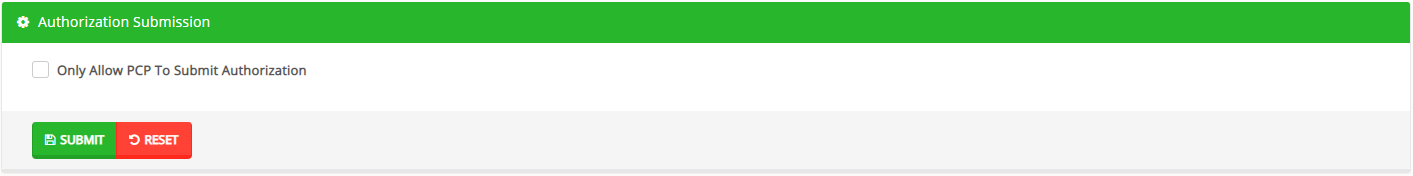 Authorization Submission
Only Allow PCP To Submit Authorization
SUBMIT RESET